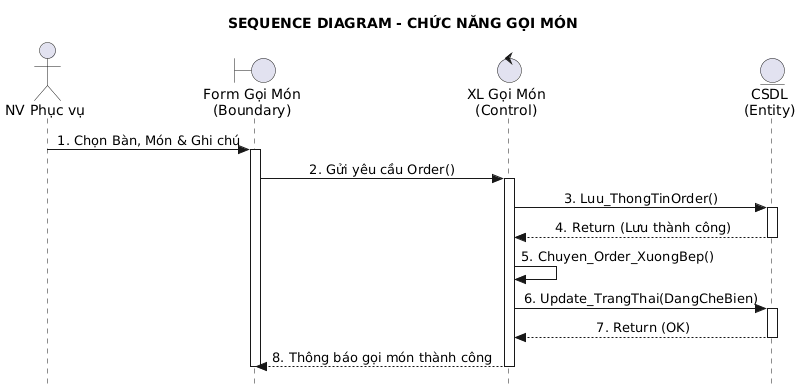 SEQUENCE DIAGRAM - CHỨC NĂNG GỌI MÓN
NV Phục vụ
Form Gọi Món
(Boundary)
XL Gọi Món
(Control)
CSDL
(Entity)
1. Chọn Bàn, Món & Ghi chú
2. Gửi yêu cầu Order()
3. Luu_ThongTinOrder()
4. Return (Lưu thành công)
5. Chuyen_Order_XuongBep()
6. Update_TrangThai(DangCheBien)
7. Return (OK)
8. Thông báo gọi món thành công